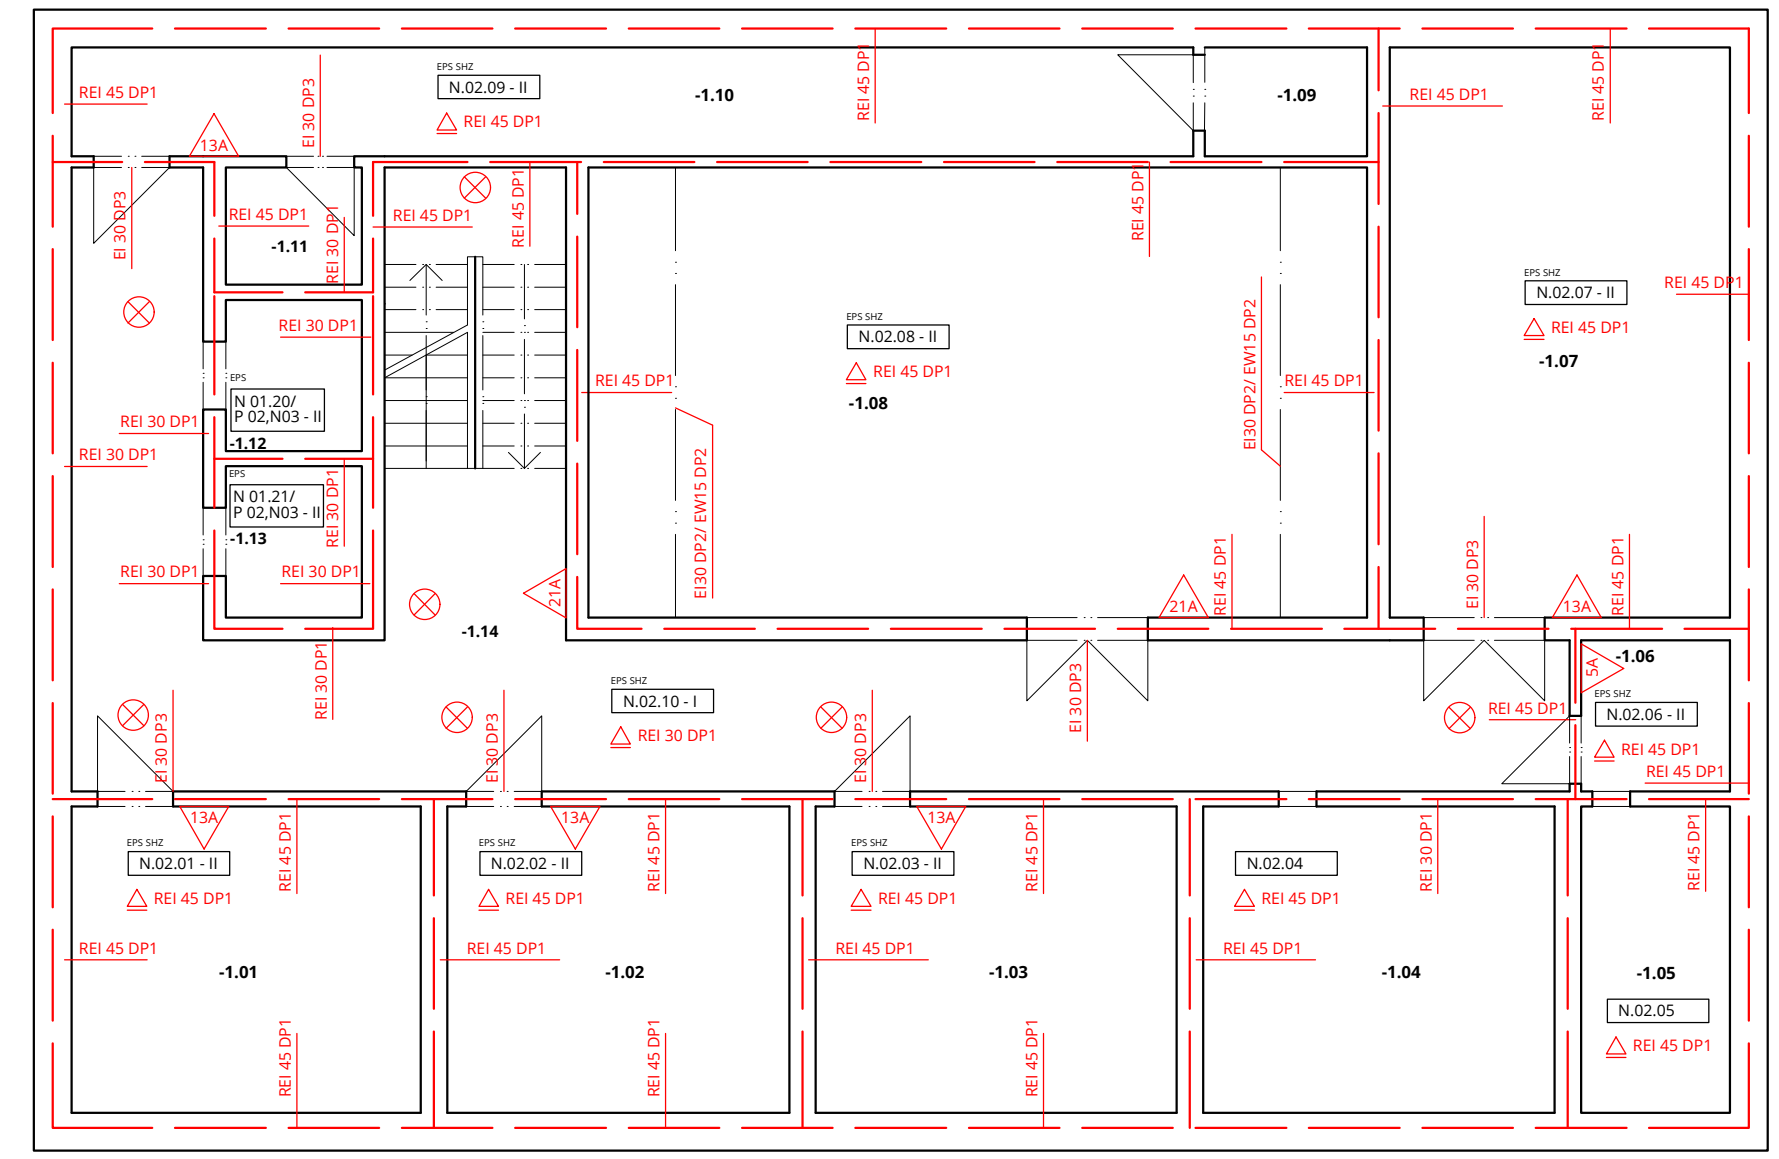 EPS SHZ
N.02.09 - II
REI 45 DP1
-1.10
-1.09
REI 45 DP1
EI 30 DP3
13A
REI 45 DP1
REI 45 DP1
REI 45 DP1
EI 30 DP3
REI 45 DP1
-1.11
REI 30 DP1
REI 45 DP1
REI 45 DP1
REI 45 DP1
REI 30 DP1
EPS
N 01.20/
P 02,N03 - II
-1.12
REI 30 DP1
REI 30 DP1
EPS
N 01.21/
P 02,N03 - II
-1.13
REI 30 DP1
REI 30 DP1
REI 30 DP1
REI 30 DP1
EPS SHZ
N.02.08 - II
REI 45 DP1
-1.08
REI 45 DP1
EI30 DP2/ EW15 DP2
EI30 DP2/ EW15 DP2
REI 45 DP1
EPS SHZ
N.02.07 - II
REI 45 DP1
-1.07
REI 45 DP1
21A
21A
REI 45 DP1
EI 30 DP3
13A
REI 45 DP1
-1.14
EPS SHZ
N.02.10 - I
REI 30 DP1
EI 30 DP3
EI 30 DP3
EI 30 DP3
EI 30 DP3
5A
-1.06
EPS SHZ
N.02.06 - II
REI 45 DP1
REI 45 DP1
REI 45 DP1
13A
EPS SHZ
N.02.01 - II
REI 45 DP1
REI 45 DP1
REI 45 DP1
-1.01
REI 45 DP1
13A
EPS SHZ
N.02.02 - II
REI 45 DP1
REI 45 DP1
REI 45 DP1
-1.02
REI 45 DP1
13A
EPS SHZ
N.02.03 - II
REI 45 DP1
REI 45 DP1
REI 45 DP1
-1.03
REI 45 DP1
N.02.04
REI 45 DP1
REI 30 DP1
REI 45 DP1
-1.04
REI 45 DP1
-1.05
N.02.05
REI 45 DP1